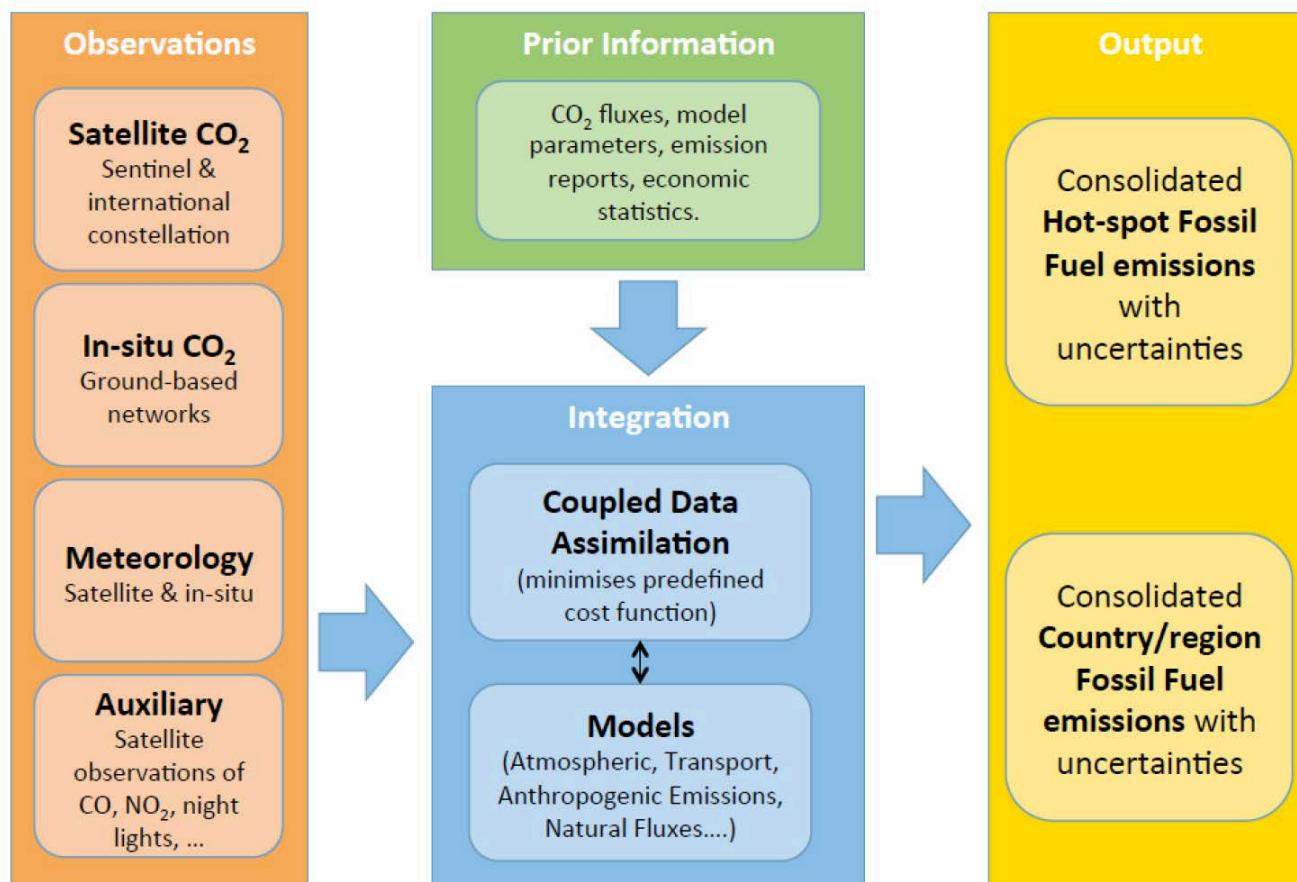 Observations
Satellite CO₂
Sentinel &
international
constellation
In-situ CO₂
Ground-based
networks
Meteorology
Satellite & in-situ
Auxiliary
Satellite
observations of
CO, NO₂, night
lights, ...
Prior Information
CO₂ fluxes, model
parameters, emission
reports, economic
statistics.
Integration
Coupled Data
Assimilation
(minimises predefined
cost function)
Models
(Atmospheric, Transport,
Anthropogenic Emissions,
Natural Fluxes....)
Output
Consolidated
Hot-spot Fossil
Fuel emissions
with
uncertainties
Consolidated
Country/region
Fossil Fuel
emissions with
uncertainties